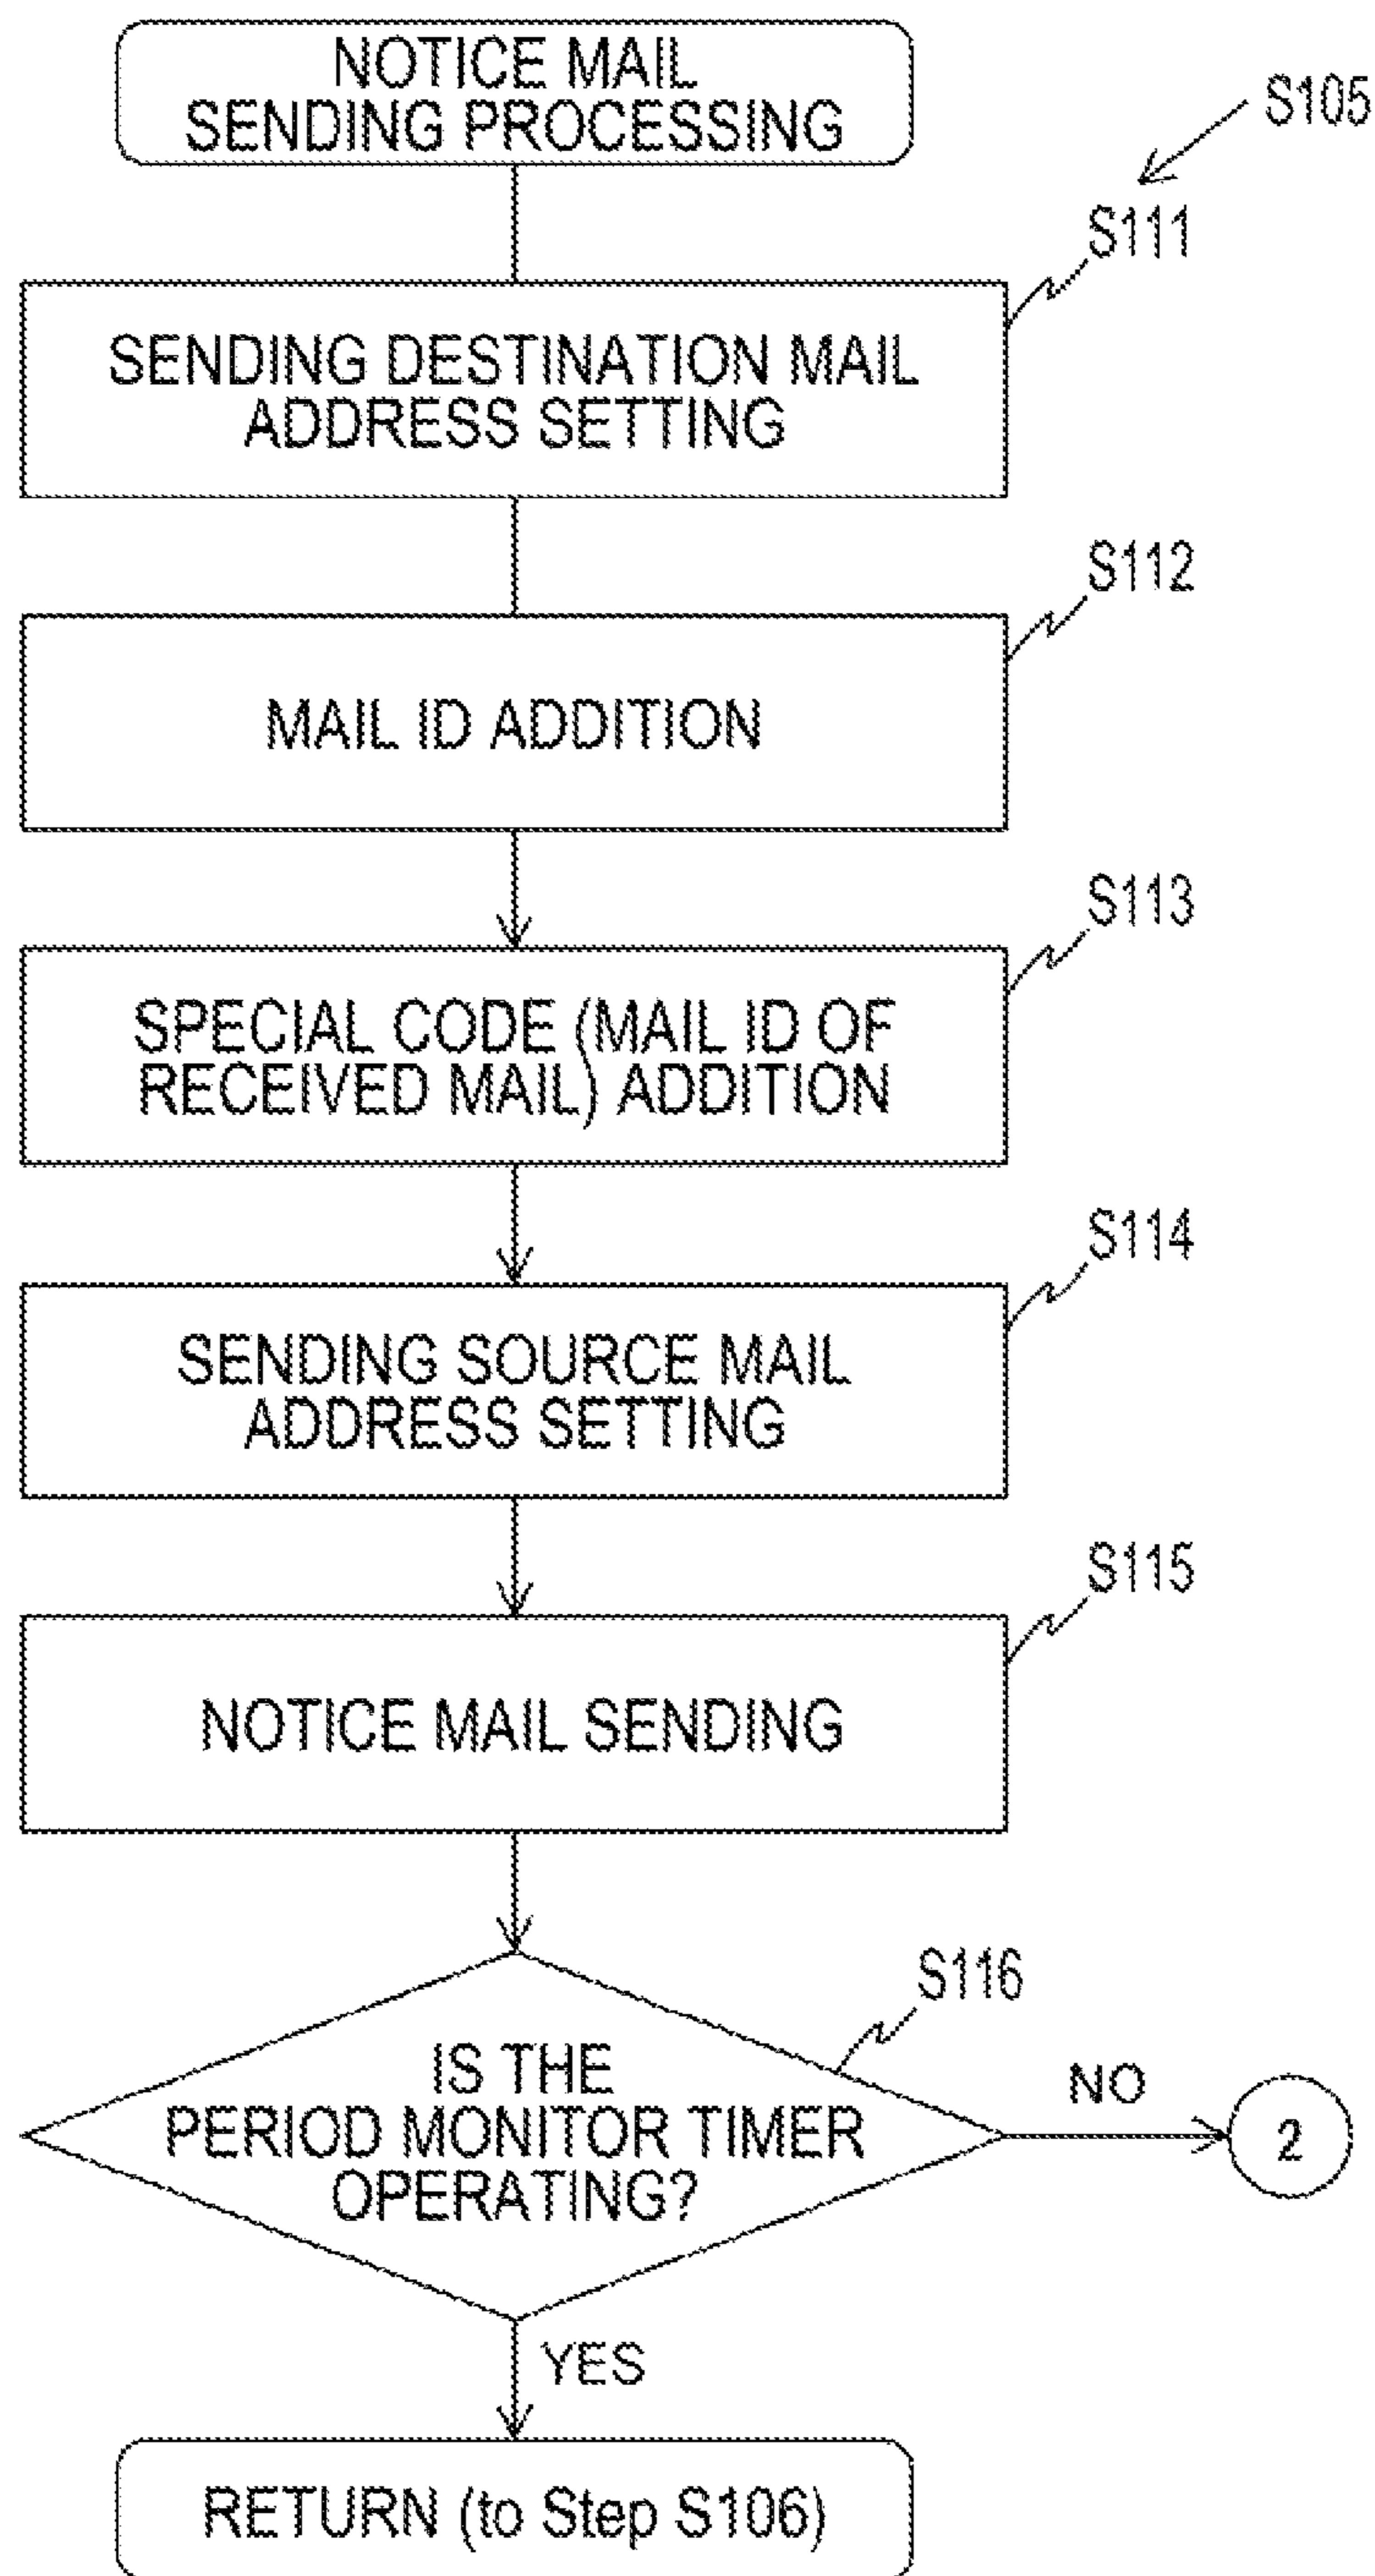 NOTICE MAIL
SENDING PROCESSING
S105
S111
SENDING DESTINATION MAIL
ADDRESS SETTING
S112
MAIL ID ADDITION
S113
SPECIAL CODE (MAIL ID OF
RECEIVED MAIL) ADDITION
S114
SENDING SOURCE MAIL
ADDRESS SETTING
S115
NOTICE MAIL SENDING
S116
IS THE
PERIOD MONITOR TIMER
OPERATING?
NO
2
YES
RETURN (to Step S106)